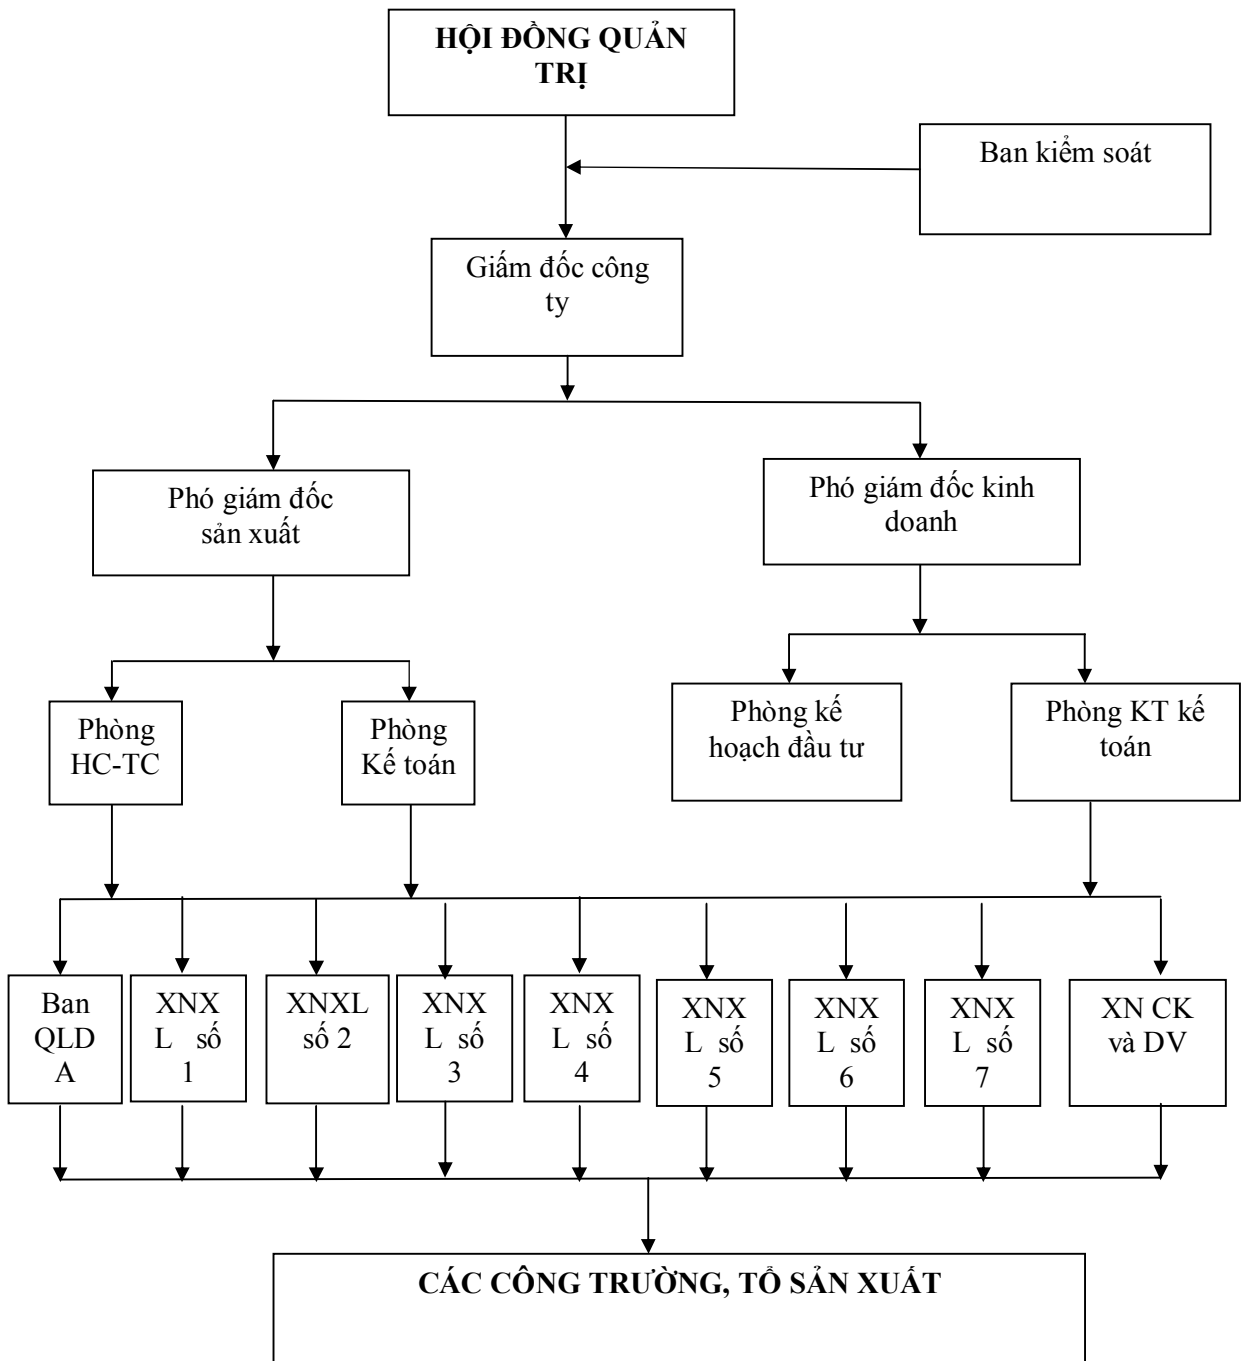 HỘI ĐỒNG QUẢN
TRỊ
Ban kiểm soát
Giấm đốc công
ty
Phó giám đốc
sản xuất
Phó giám đốc kinh
doanh
Phòng
HC-TC
Phòng
Kế toán
Phòng kế
hoạch đầu tư
Phòng KT kế
toán
Ban
QLD
A
XNX
L số
1
XNXL
số 2
XNX
L số
3
XNX
L số
4
XNX
L số
5
XNX
L số
6
XNX
L số
7
XN CK
và DV
CÁC CÔNG TRƯỜNG, TỔ SẢN XUẤT